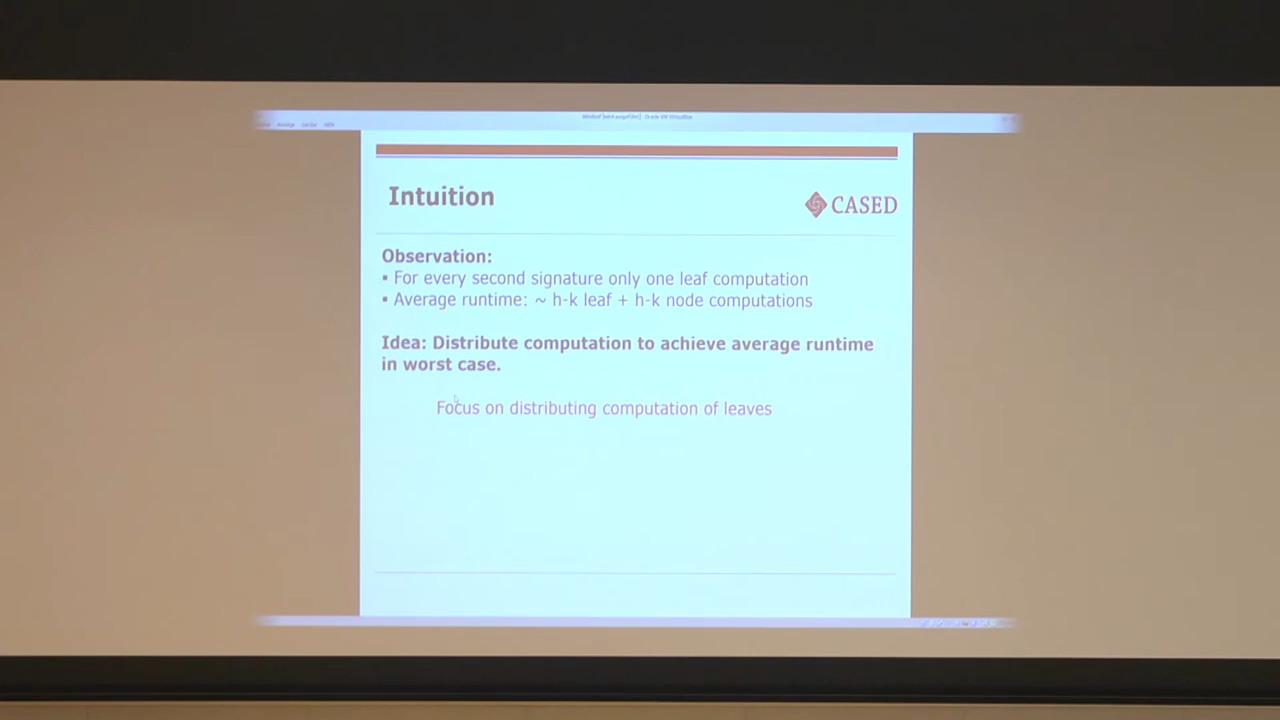 Intuition
CASED
Observation:
▪ For every second signature only one leaf computation
▪ Average runtime: ~ h-k leaf + h-k node computations
Idea: Distribute computation to achieve average runtime
in worst case.
Focus on distributing computation of leaves